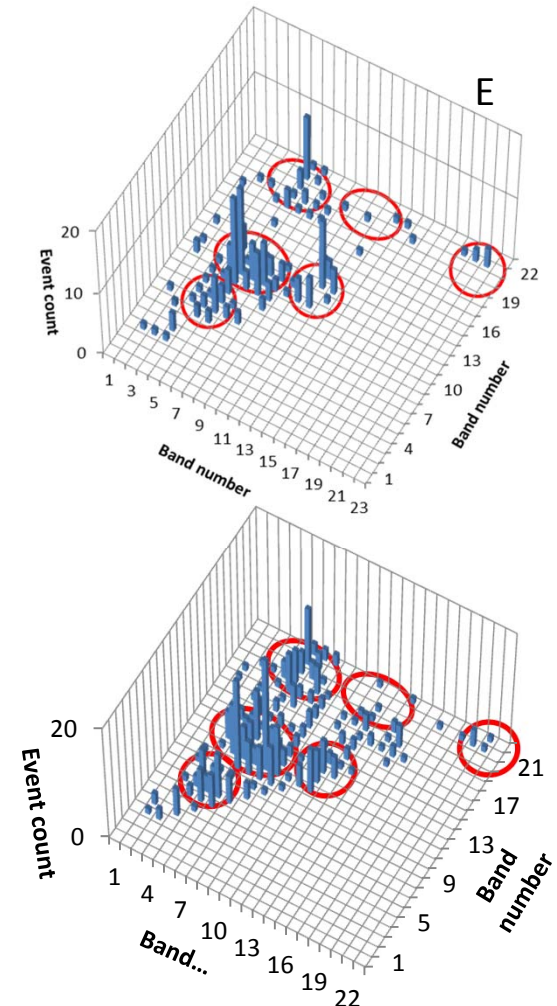 E
20
10
0
Event count
1 3 5 7 9 11 13 15 17 19 21 23
Band number
1 4 7 10 13 16 19 22
Band number
20
0
Event count
1 4 7 10 13 16 19 22
Band...
1 5 9 13 17 21
Band
number